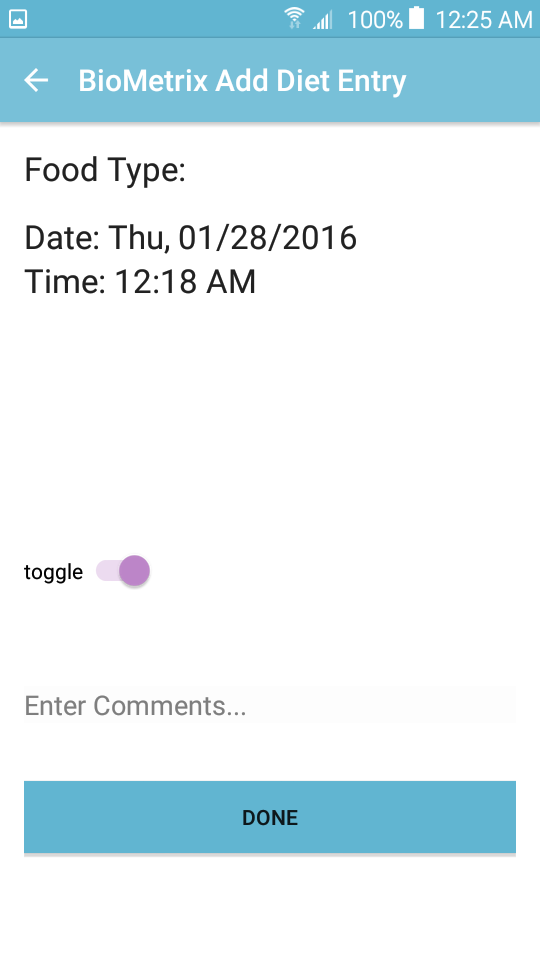 100% 12:25 AM
BioMetrix Add Diet Entry
Food Type:
Date: Thu, 01/28/2016
Time: 12:18 AM
toggle
Enter Comments...
DONE